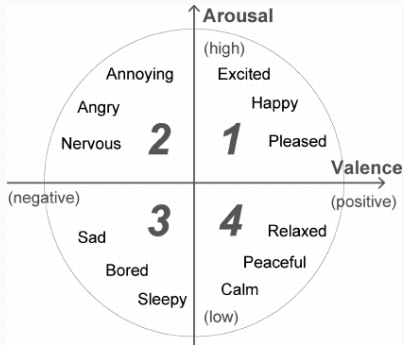 Arousal
(high)
Annoying
Excited
Angry
Happy
Nervous
2
1
Pleased
Valence
(negative)
(positive)
3
4
Sad
Relaxed
Bored
Peaceful
Sleepy
Calm
(low)